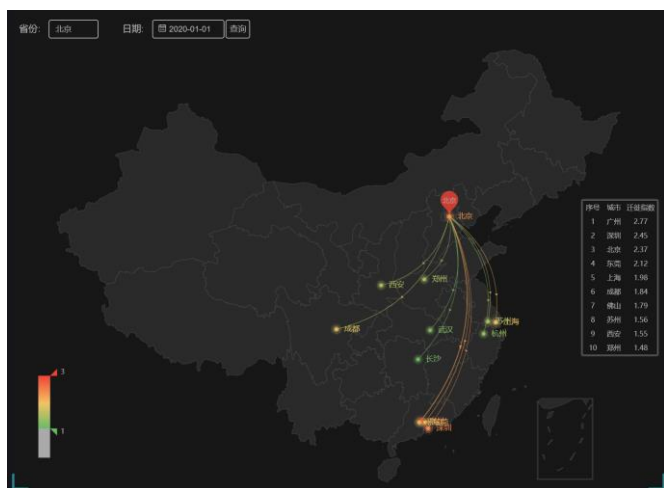 省份: 北京 日期: 2020-01-01 查询
北京
北京
西安
郑州
成都
武汉
杭州
长沙
深圳
3
1
序号 城市 迁徙指数
1 广州 2.77
2 深圳 2.45
3 北京 2.37
4 东莞 2.12
5 上海 1.98
6 成都 1.84
7 佛山 1.79
8 苏州 1.56
9 西安 1.55
10 郑州 1.48